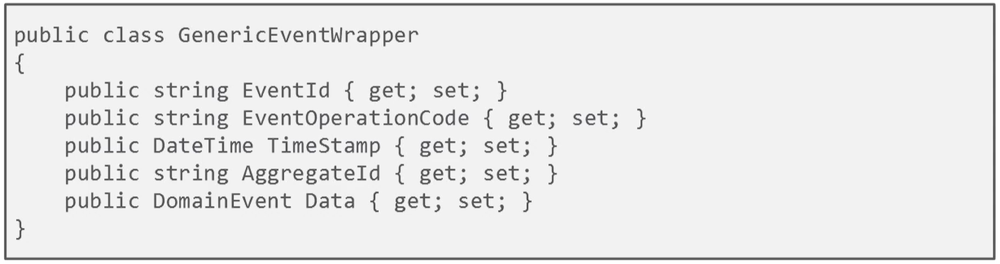 public class GenericEventWrapper
{
    public string EventId { get; set; }
    public string EventOperationCode { get; set; }
    public DateTime TimeStamp { get; set; }
    public string AggregateId { get; set; }
    public DomainEvent Data { get; set; }
}